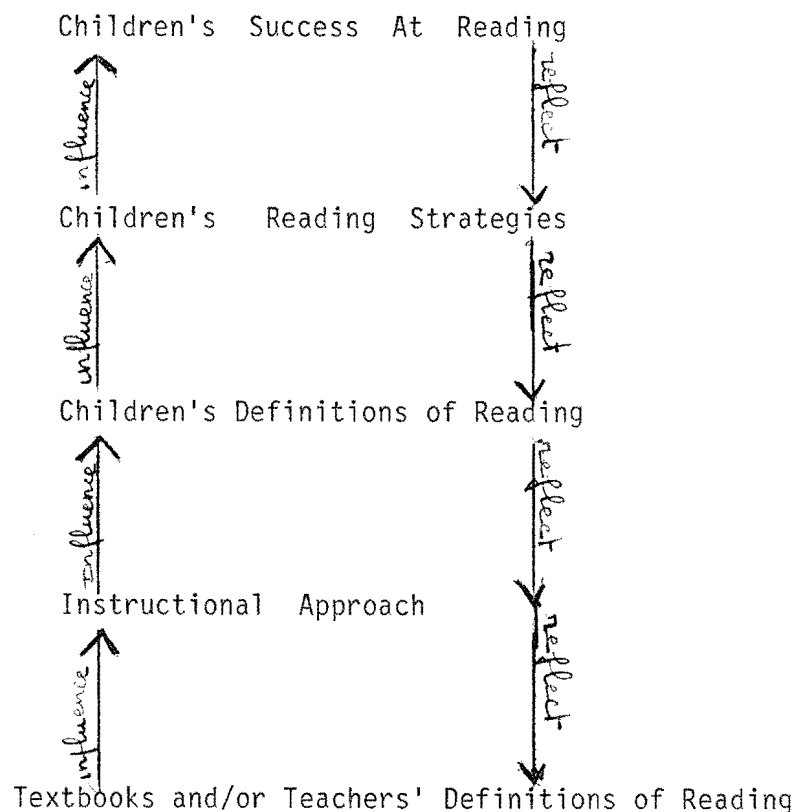 Children's Success At Reading
influence
reflect
Children's Reading Strategies
influence
reflect
Children's Definitions of Reading
influence
reflect
Instructional Approach
influence
reflect
Textbooks and/or Teachers' Definitions of Reading